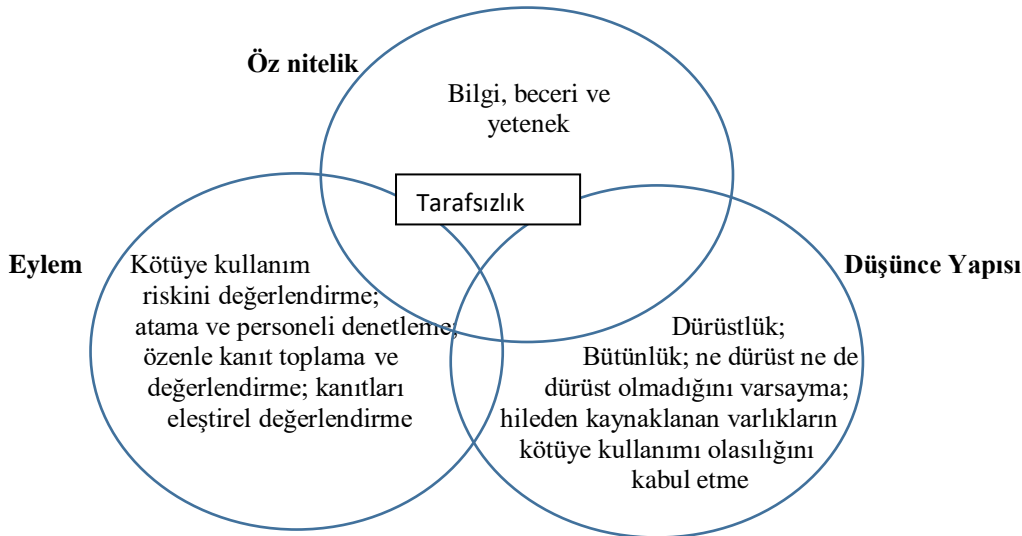 Öz nitelik
Bilgi, beceri ve
yetenek
Tarafsızlık
Eylem
Kötüye kullanım
riskini değerlendirme;
atama ve personeli denetleme;
özenle kanıt toplama ve
değerlendirme; kanıtları
eleştirel değerlendirme
Düşünce Yapısı
Dürüstlük;
Bütünlük; ne dürüst ne de
dürüst olmadığını varsayma;
hileden kaynaklanan varlıkların
kötüye kullanımı olasılığını
kabul etme